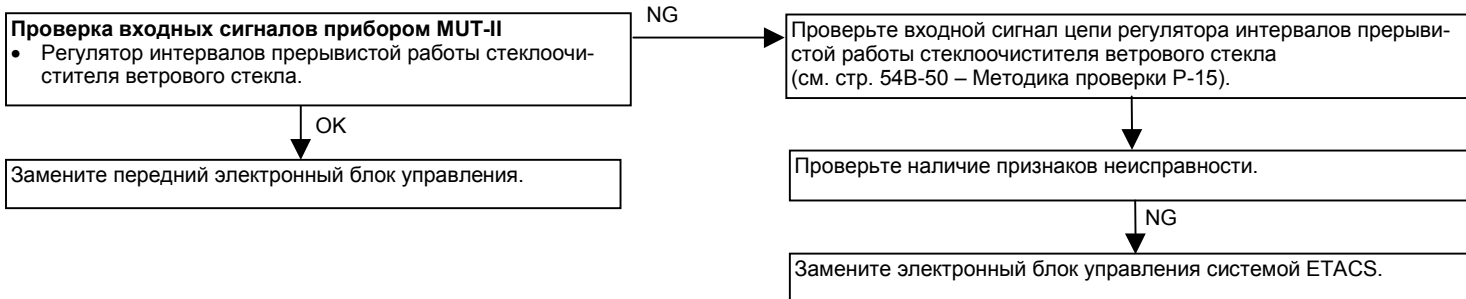 Проверка входных сигналов прибором MUT-II
• Регулятор интервалов прерывистой работы стеклоочи-
стителя ветрового стекла.
NG
Проверьте входной сигнал цепи регулятора интервалов прерыви-
стой работы стеклоочистителя ветрового стекла
(см. стр. 54B-50 – Методика проверки P-15).
OK
Замените передний электронный блок управления.
Проверьте наличие признаков неисправности.
NG
Замените электронный блок управления системой ETACS.